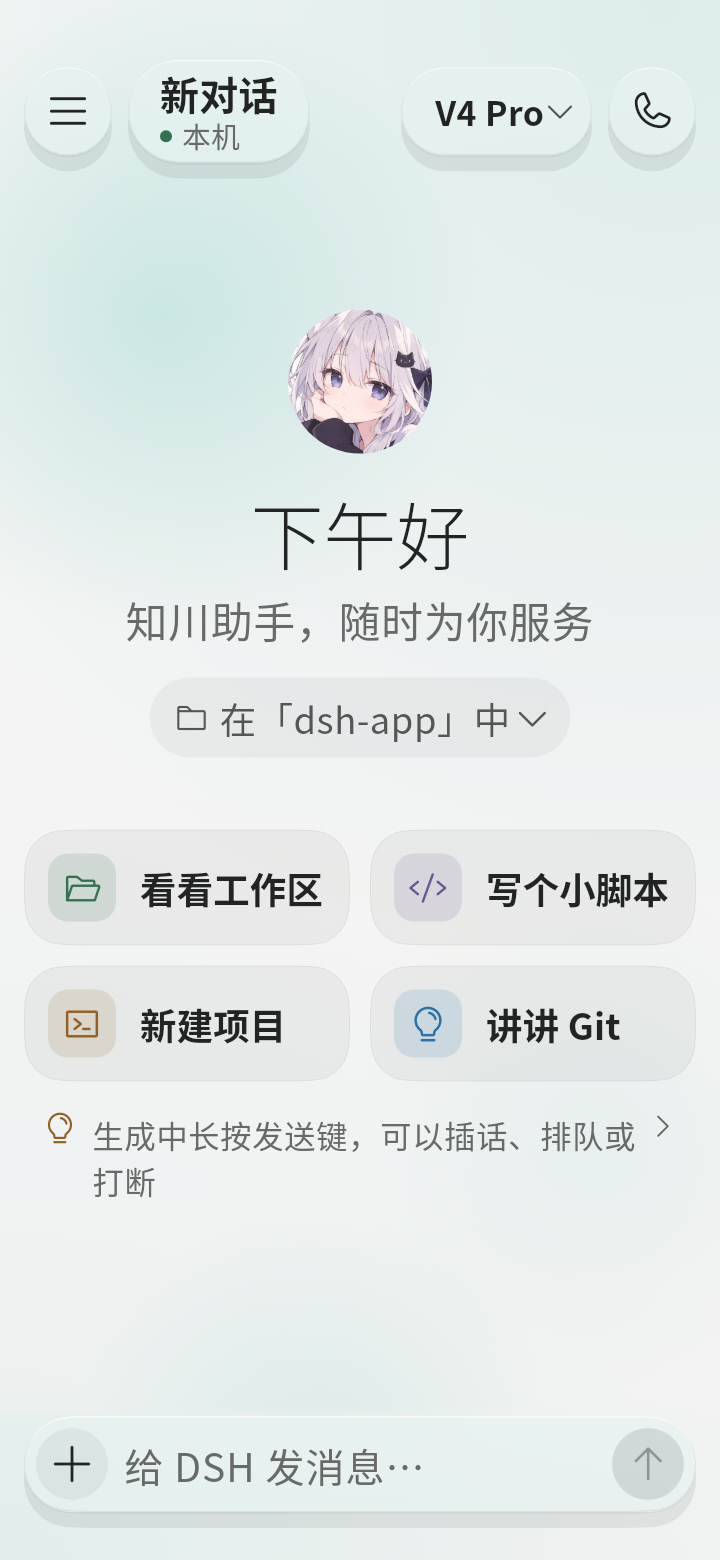 新对话
本机
V4 Pro
下午好
知川助手，随时为你服务
在「dsh-app」中
看看工作区
写个小脚本
新建项目
讲讲 Git
生成中长按发送键，可以插话、排队或
打断
给 DSH 发消息…